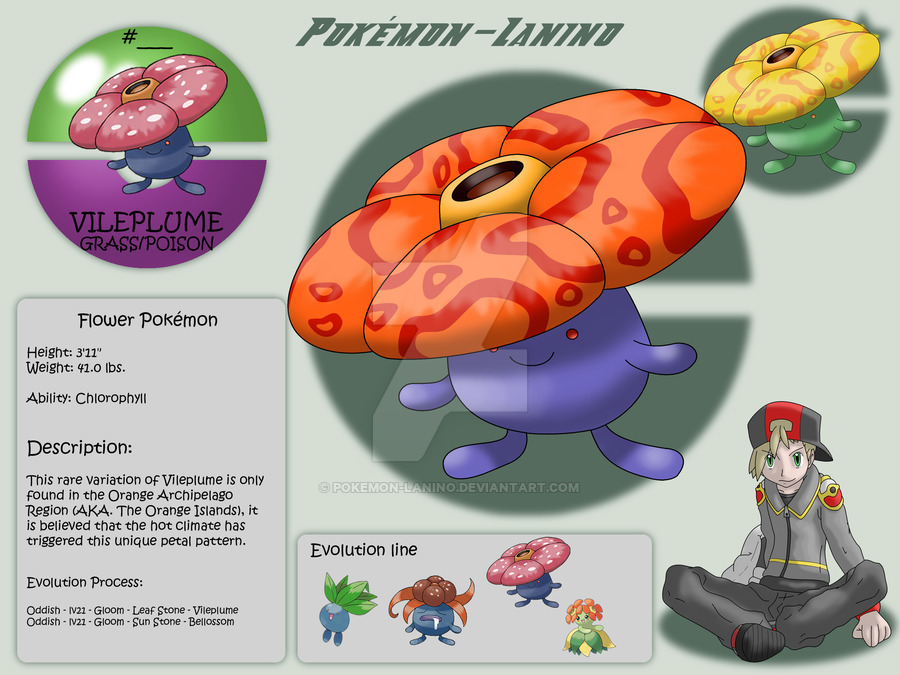 Pokémon-Lanino
#___
VILEPLUME
GRASS/POISON
Flower Pokémon
Height: 3'11"
Weight: 41.0 lbs.
Ability: Chlorophyll
Description:
This rare variation of Vileplume is only
found in the Orange Archipelago
Region (AKA. The Orange Islands), it
is believed that the hot climate has
triggered this unique petal pattern.
Evolution Process:
Oddish - lv21 - Gloom - Leaf Stone - Vileplume
Oddish - lv21 - Gloom - Sun Stone - Bellossom
© POKEMON-LANINO.DEVIANTART.COM
Evolution line